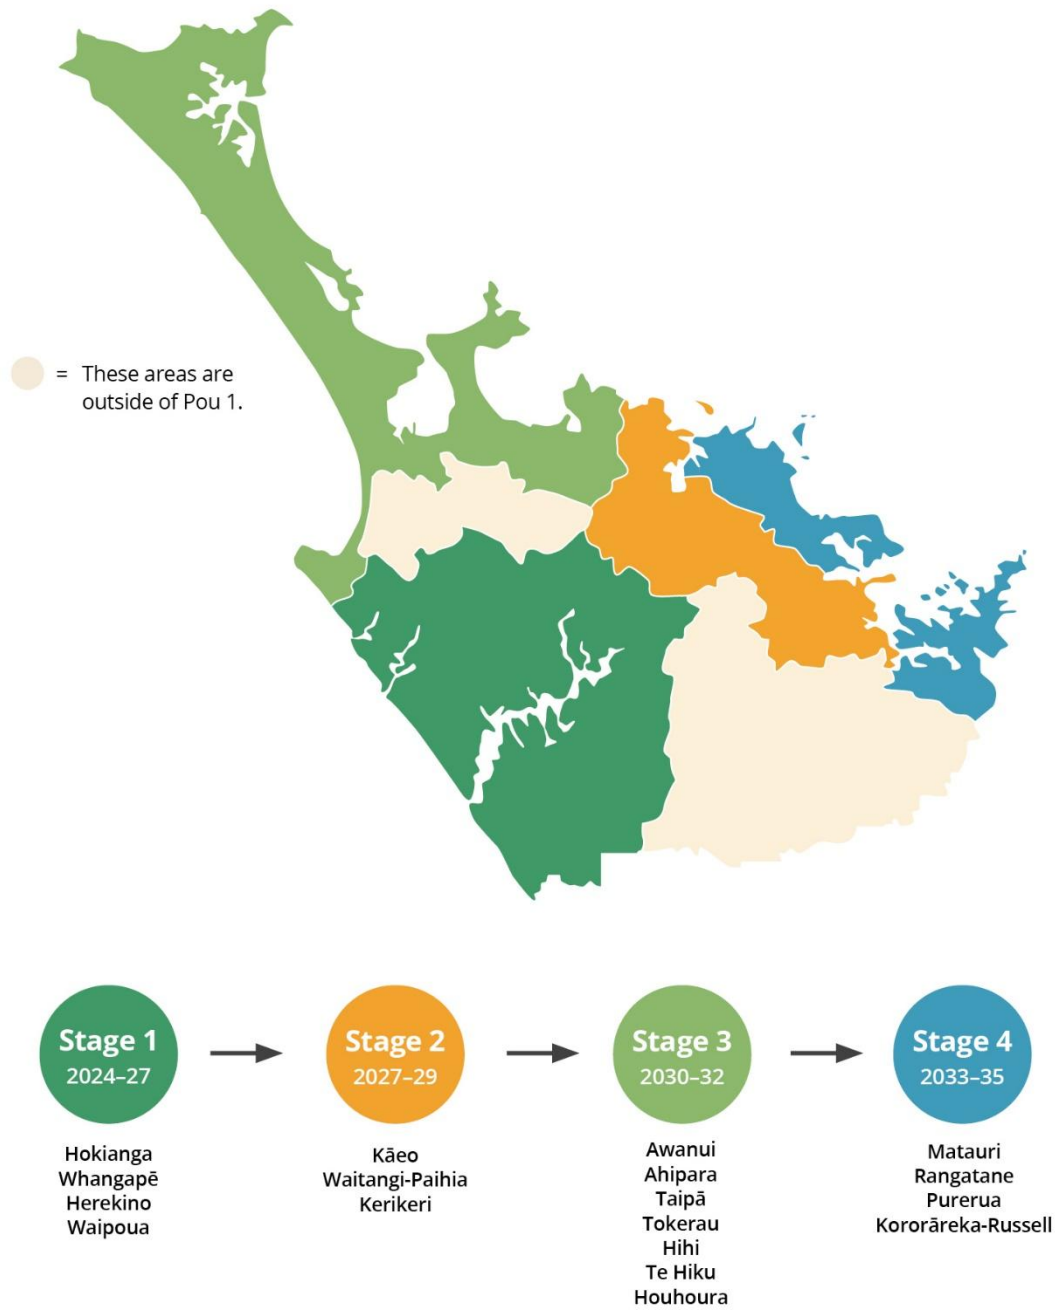 = These areas are
outside of Pou 1.
Stage 1
2024–27
Hokianga
Whangapē
Herekino
Waipoua
Stage 2
2027–29
Kāeo
Waitangi-Paihia
Kerikeri
Stage 3
2030–32
Awanui
Ahipara
Taipā
Tokerau
Hihi
Te Hiku
Houhoura
Stage 4
2033–35
Matauri
Rangatane
Purerua
Kororāreka-Russell